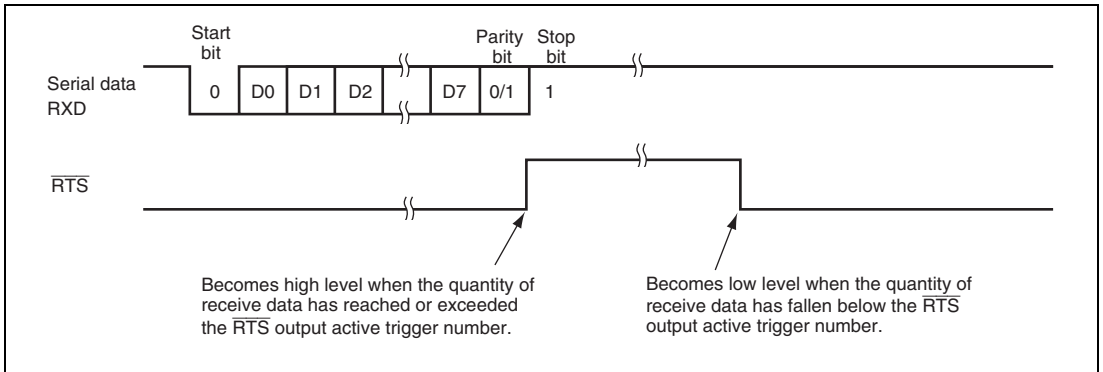 Start
bit
Parity
bit
Stop
bit
Serial data
RXD
0
D0
D1
D2
D7
0/1
1
RTS
Becomes high level when the quantity of
receive data has reached or exceeded
the RTS output active trigger number.
Becomes low level when the quantity of
receive data has fallen below the RTS
output active trigger number.